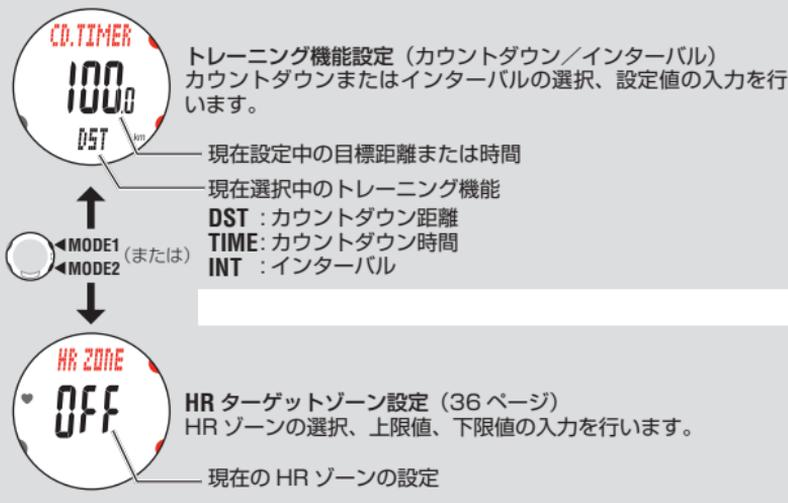 CD.TIMER
100.0
DST km
トレーニング機能設定（カウントダウン／インターバル）
カウントダウンまたはインターバルの選択、設定値の入力を行
います。
現在設定中の目標距離または時間
現在選択中のトレーニング機能
DST ：カウントダウン距離
TIME：カウントダウン時間
INT ：インターバル
◀MODE1
（または）
◀MODE2
HR ZONE
OFF
HR ターゲットゾーン設定（36 ページ）
HR ゾーンの選択、上限値、下限値の入力を行います。
現在の HR ゾーンの設定